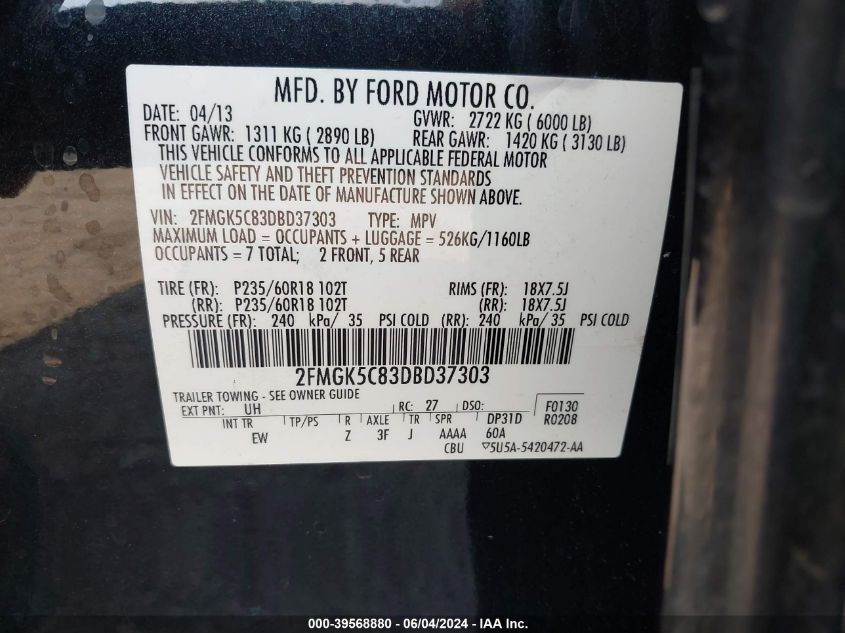 MFD. BY FORD MOTOR CO.
DATE: 04/13 GVWR: 2722 KG ( 6000 LB)
FRONT GAWR: 1311 KG ( 2890 LB) REAR GAWR: 1420 KG ( 3130 LB)
THIS VEHICLE CONFORMS TO ALL APPLICABLE FEDERAL MOTOR
VEHICLE SAFETY AND THEFT PREVENTION STANDARDS
IN EFFECT ON THE DATE OF MANUFACTURE SHOWN ABOVE.
VIN: 2FMGK5C83DBD37303 TYPE: MPV
MAXIMUM LOAD = OCCUPANTS + LUGGAGE = 526KG/1160LB
OCCUPANTS = 7 TOTAL; 2 FRONT, 5 REAR
TIRE (FR): P235/60R18 102T RIMS (FR): 18X7.5J
(RR): P235/60R18 102T (RR): 18X7.5J
PRESSURE (FR): 240 kPa/ 35 PSI COLD (RR): 240 kPa/ 35 PSI COLD
2FMGK5C83DBD37303
TRAILER TOWING - SEE OWNER GUIDE
EXT PNT: UH RC: 27 DSO: F0130
INT TR TP/PS R AXLE TR SPR DP31D R0208
EW Z 3F J AAAA 60A
CBU ▽5U5A-5420472-AA
000-39568880 - 06/04/2024 - IAA Inc.